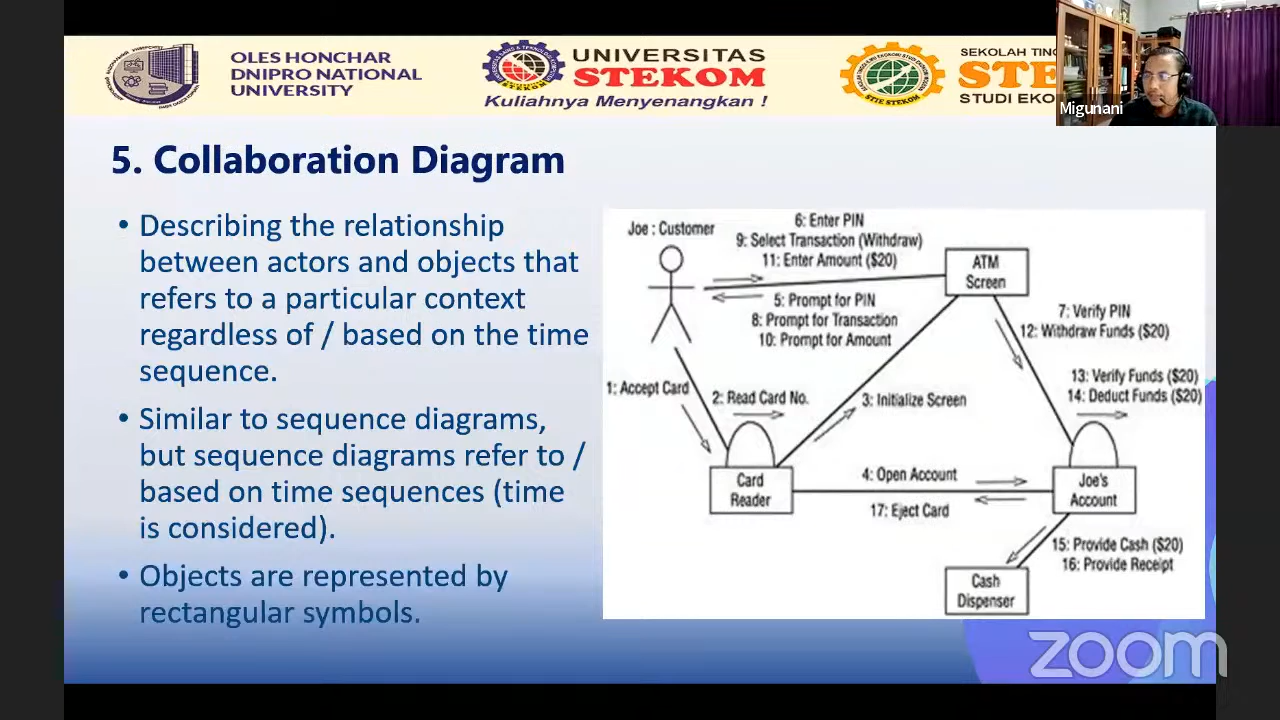 OLES HONCHAR
DNIPRO NATIONAL
UNIVERSITY
UNIVERSITAS
STEKOM
Kuliahnya Menyenangkan !
STIE STEKOM
SEKOLAH TING
STE
STUDI EKO
Migunani
5. Collaboration Diagram
• Describing the relationship
between actors and objects that
refers to a particular context
regardless of / based on the time
sequence.
• Similar to sequence diagrams,
but sequence diagrams refer to /
based on time sequences (time
is considered).
• Objects are represented by
rectangular symbols.
Joe : Customer
6: Enter PIN
9: Select Transaction (Withdraw)
11: Enter Amount ($20)
ATM
Screen
5: Prompt for PIN
8: Prompt for Transaction
10: Prompt for Amount
7: Verify PIN
12: Withdraw Funds ($20)
1: Accept Card
2: Read Card No.
3: Initialize Screen
13: Verify Funds ($20)
14: Deduct Funds ($20)
Card
Reader
4: Open Account
17: Eject Card
Joe's
Account
15: Provide Cash ($20)
16: Provide Receipt
Cash
Dispenser
zoom